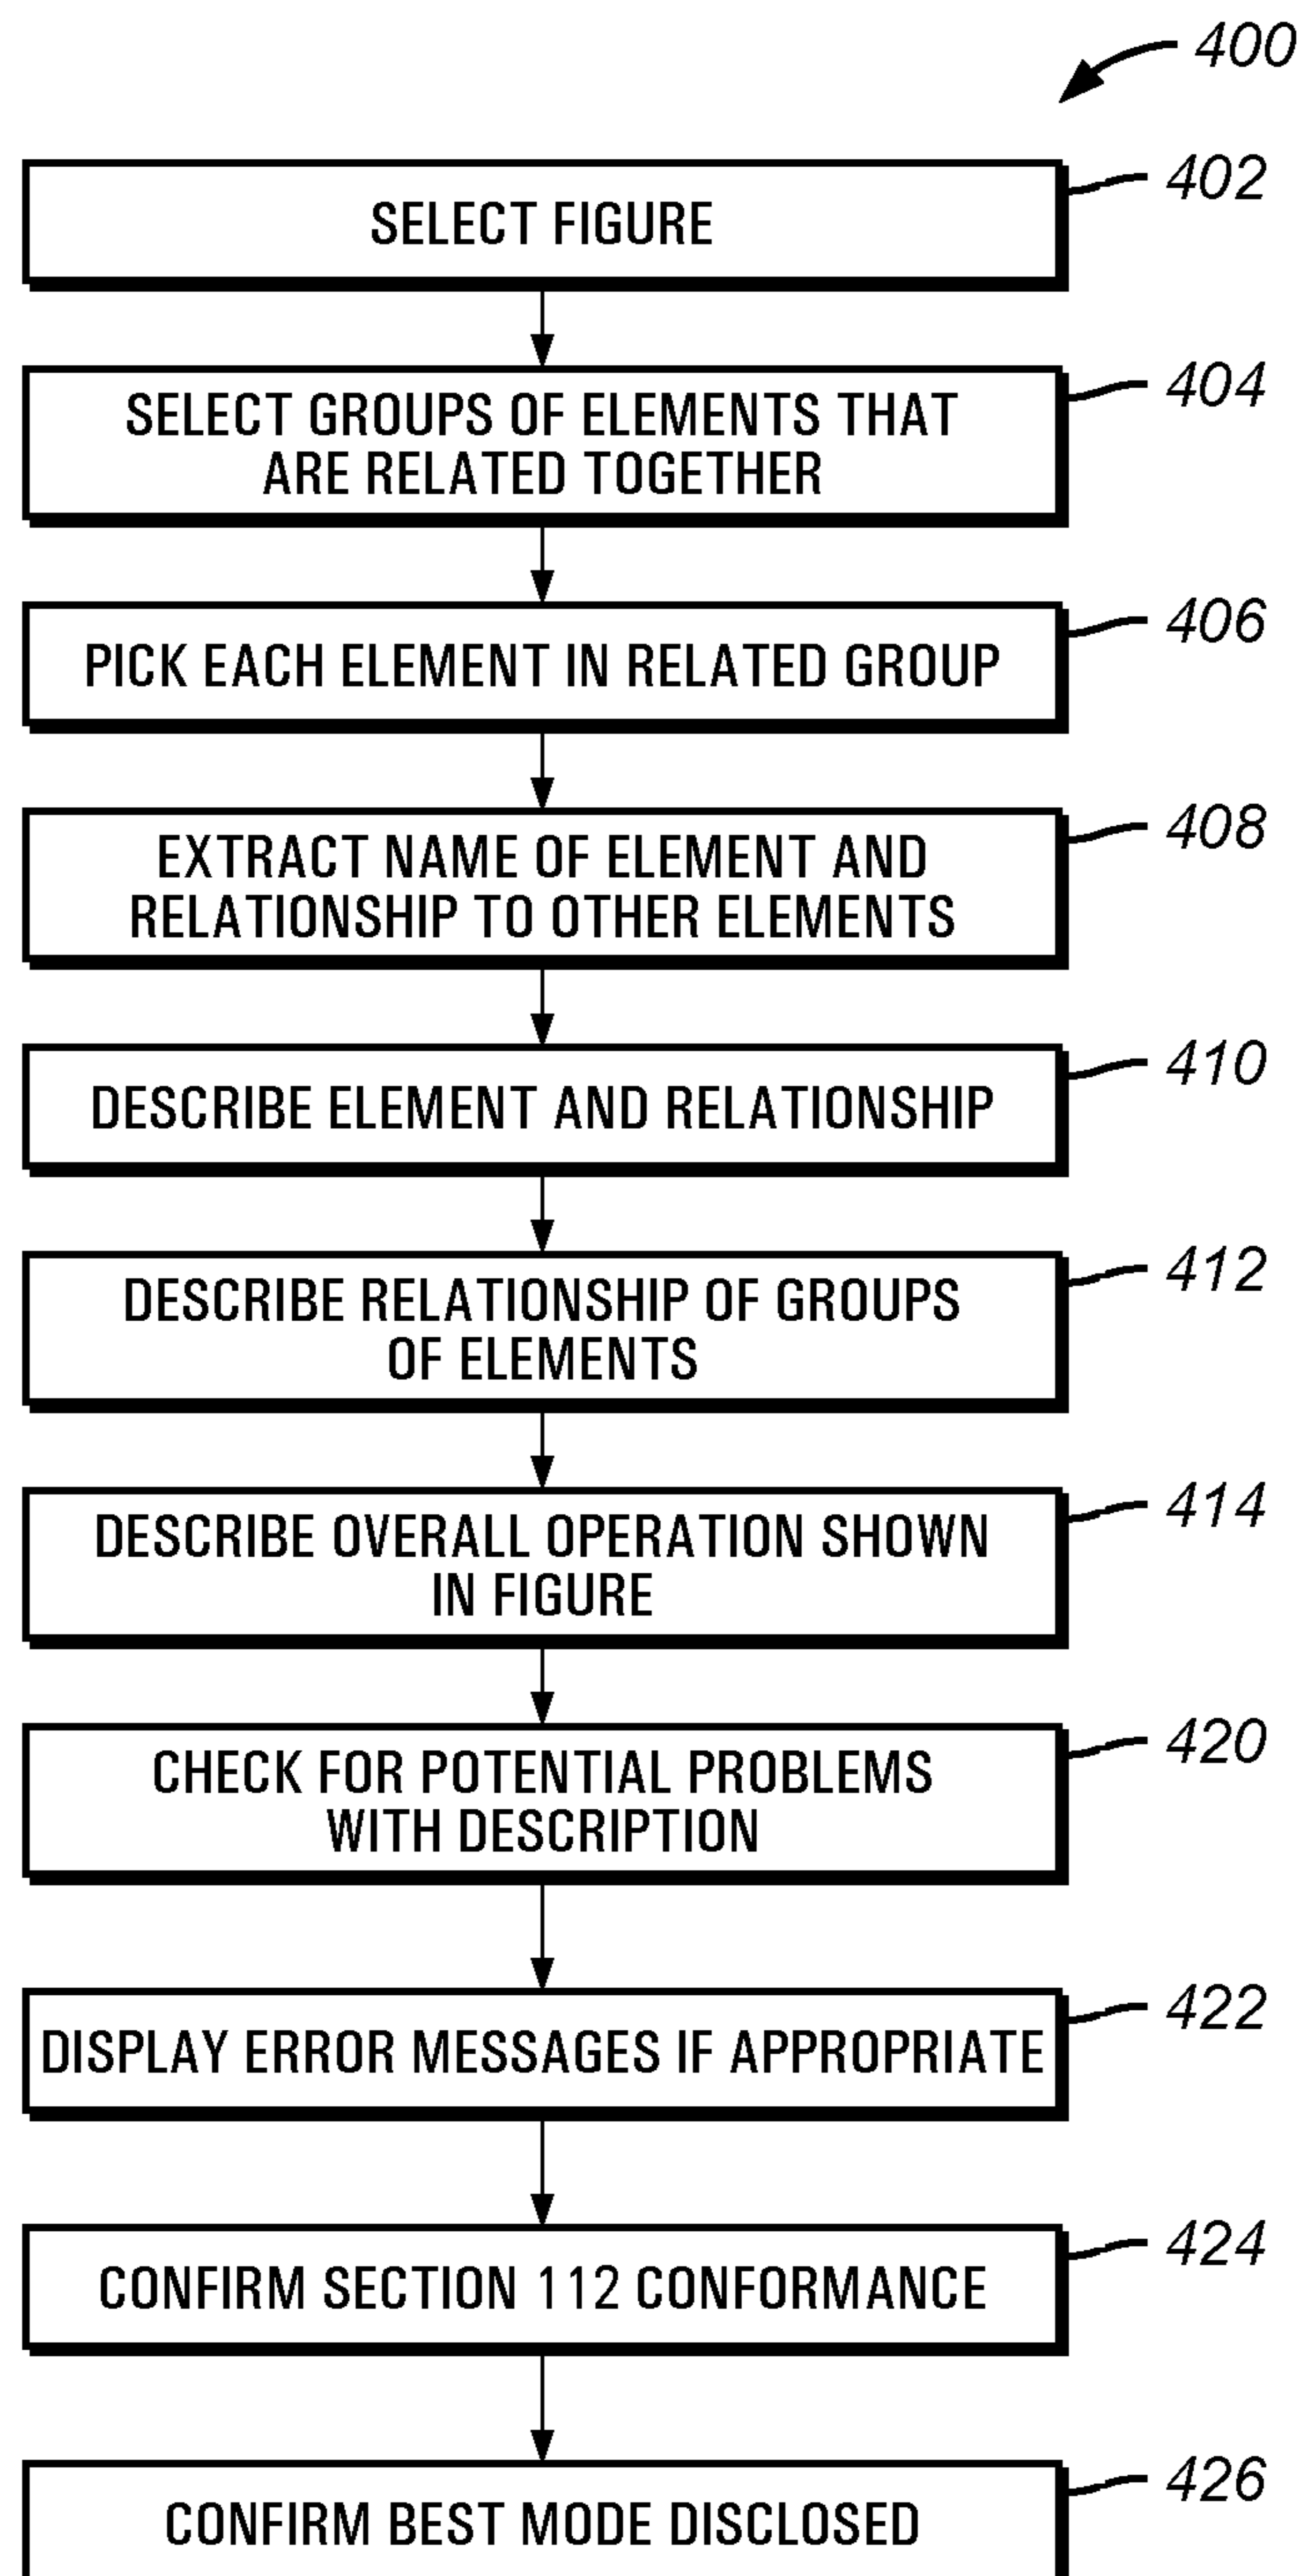 400
402
SELECT FIGURE
404
SELECT GROUPS OF ELEMENTS THAT
ARE RELATED TOGETHER
406
PICK EACH ELEMENT IN RELATED GROUP
408
EXTRACT NAME OF ELEMENT AND
RELATIONSHIP TO OTHER ELEMENTS
410
DESCRIBE ELEMENT AND RELATIONSHIP
412
DESCRIBE RELATIONSHIP OF GROUPS
OF ELEMENTS
414
DESCRIBE OVERALL OPERATION SHOWN
IN FIGURE
420
CHECK FOR POTENTIAL PROBLEMS
WITH DESCRIPTION
422
DISPLAY ERROR MESSAGES IF APPROPRIATE
424
CONFIRM SECTION 112 CONFORMANCE
426
CONFIRM BEST MODE DISCLOSED